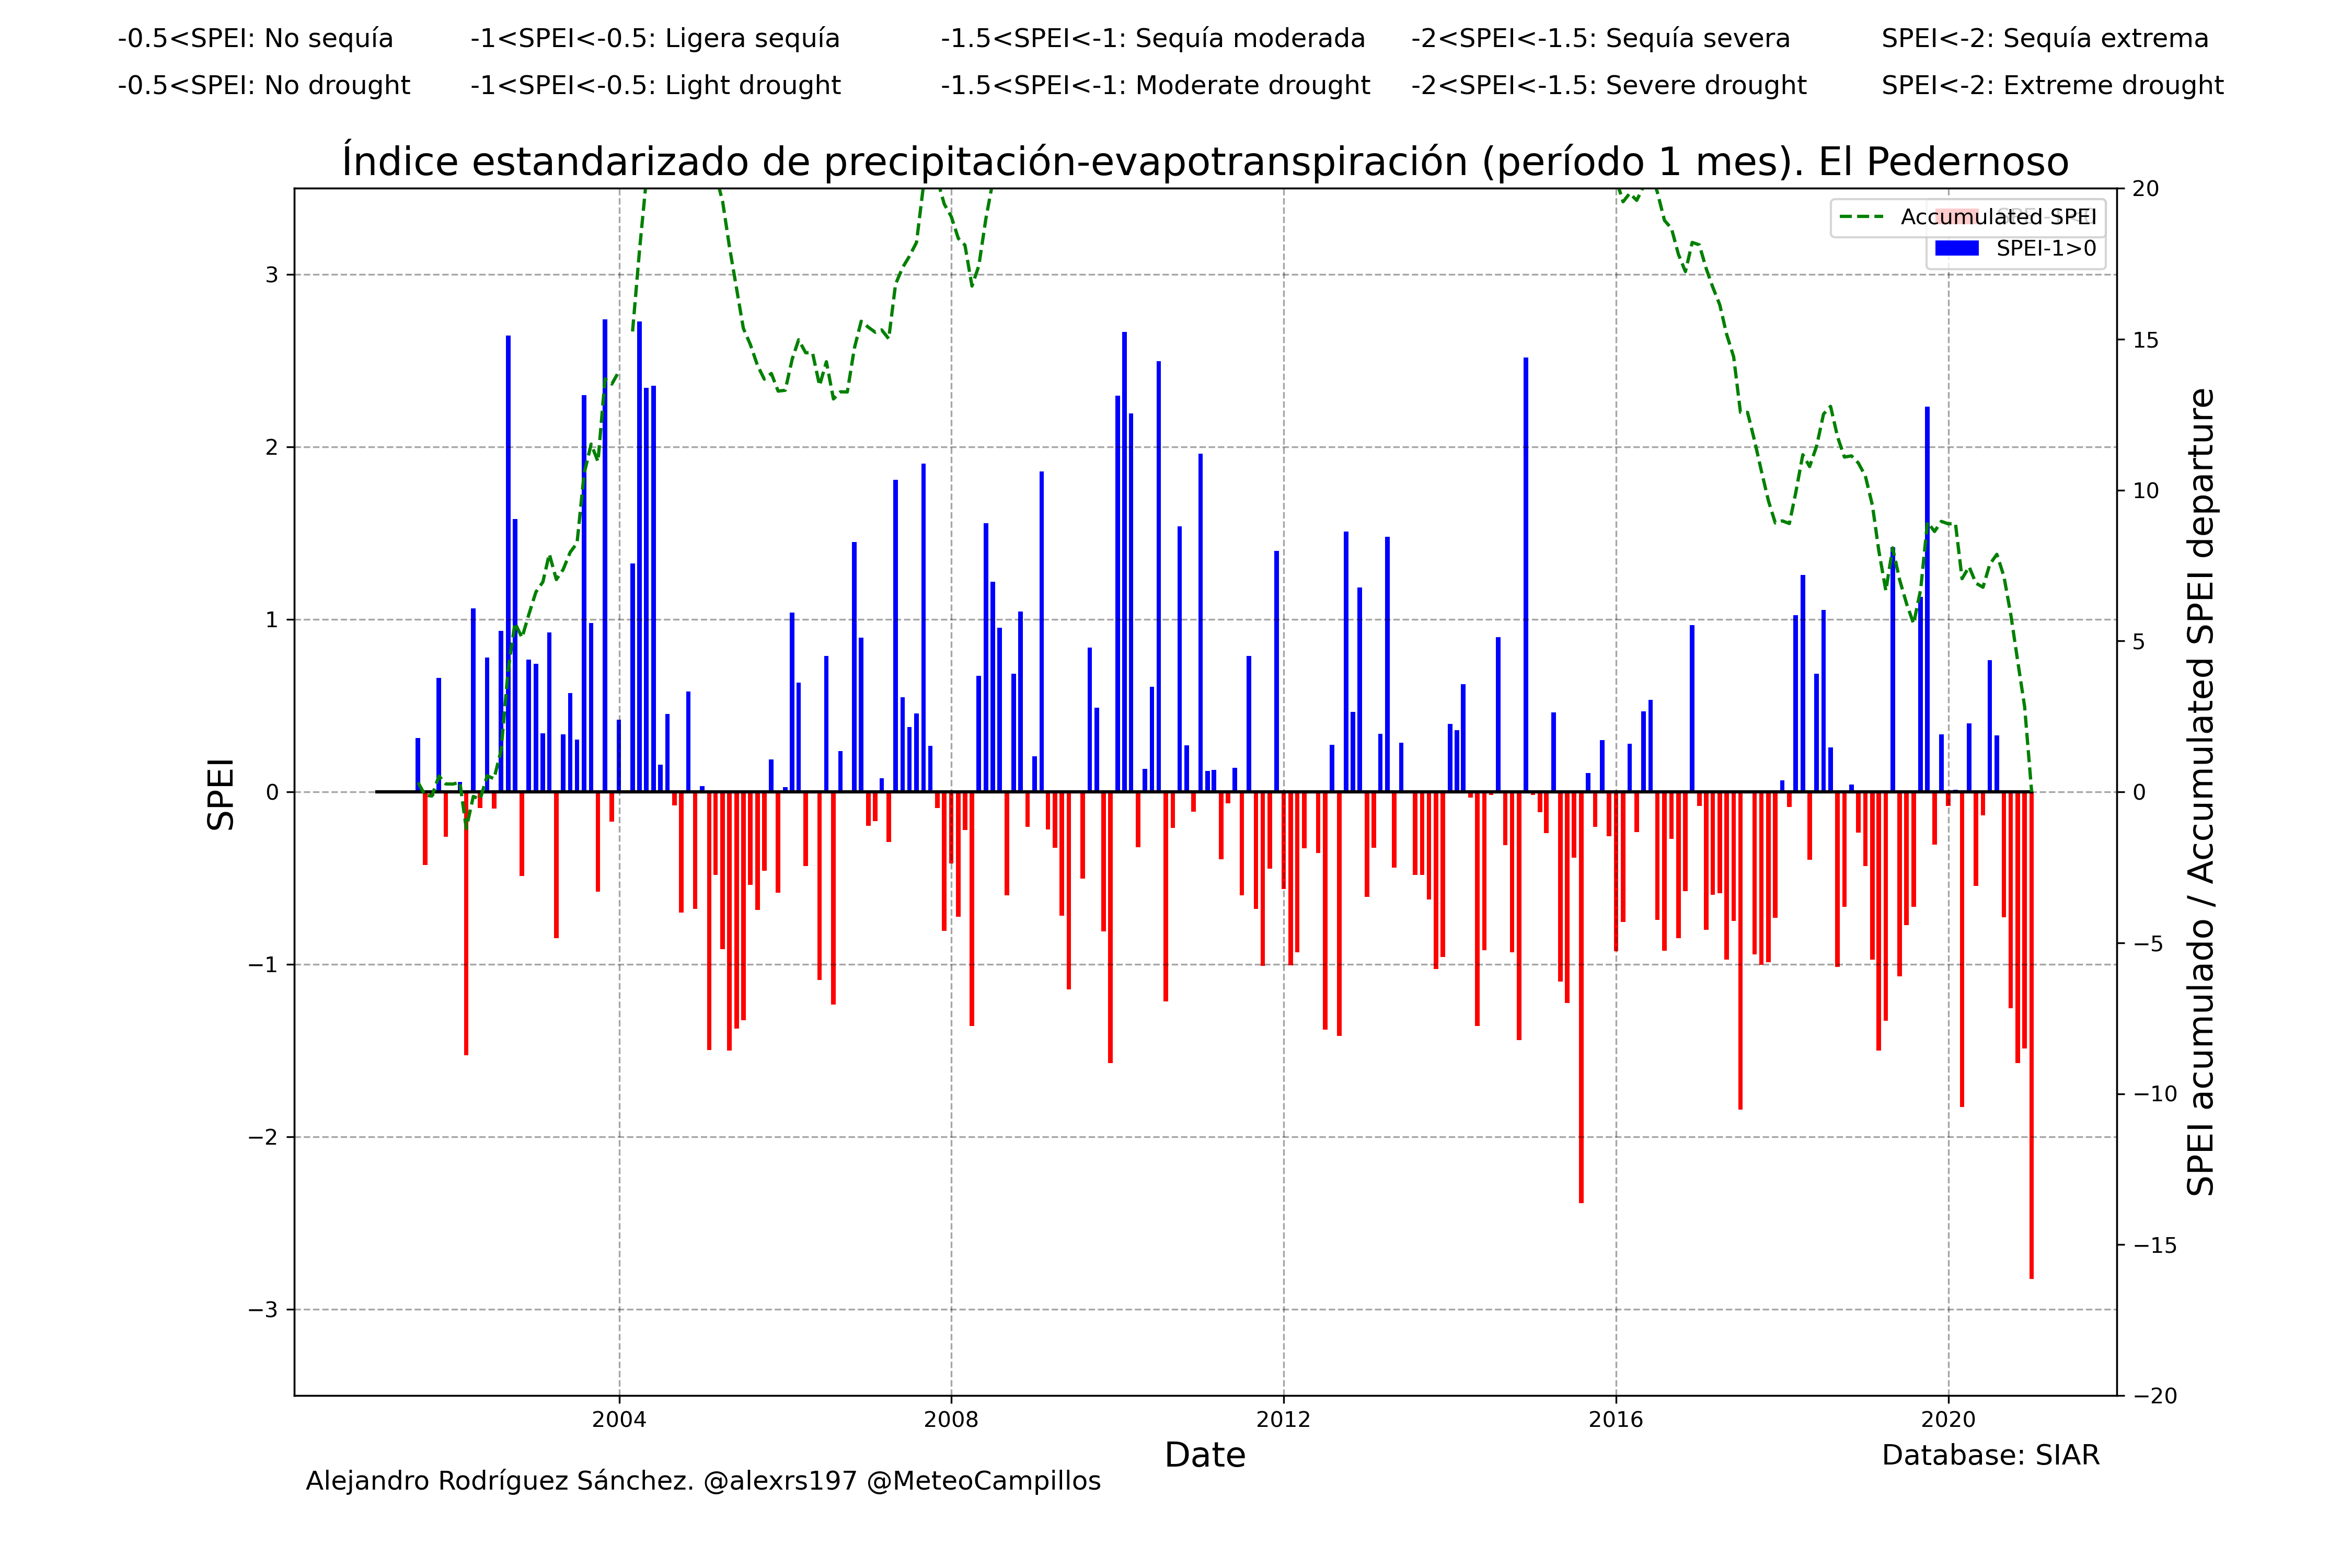 -0.5<SPEI: No sequía -1<SPEI<-0.5: Ligera sequía -1.5<SPEI<-1: Sequía moderada -2<SPEI<-1.5: Sequía severa SPEI<-2: Sequía extrema
-0.5<SPEI: No drought -1<SPEI<-0.5: Light drought -1.5<SPEI<-1: Moderate drought -2<SPEI<-1.5: Severe drought SPEI<-2: Extreme drought
Índice estandarizado de precipitación-evapotranspiración (período 1 mes). El Pedernoso
Accumulated SPEI
SPEI-1>0
SPEI
3
2
1
0
−1
−2
−3
20
15
10
5
0
−5
−10
−15
−20
SPEI acumulado / Accumulated SPEI departure
2004 2008 2012 2016 2020
Date
Database: SIAR
Alejandro Rodríguez Sánchez. @alexrs197 @MeteoCampillos